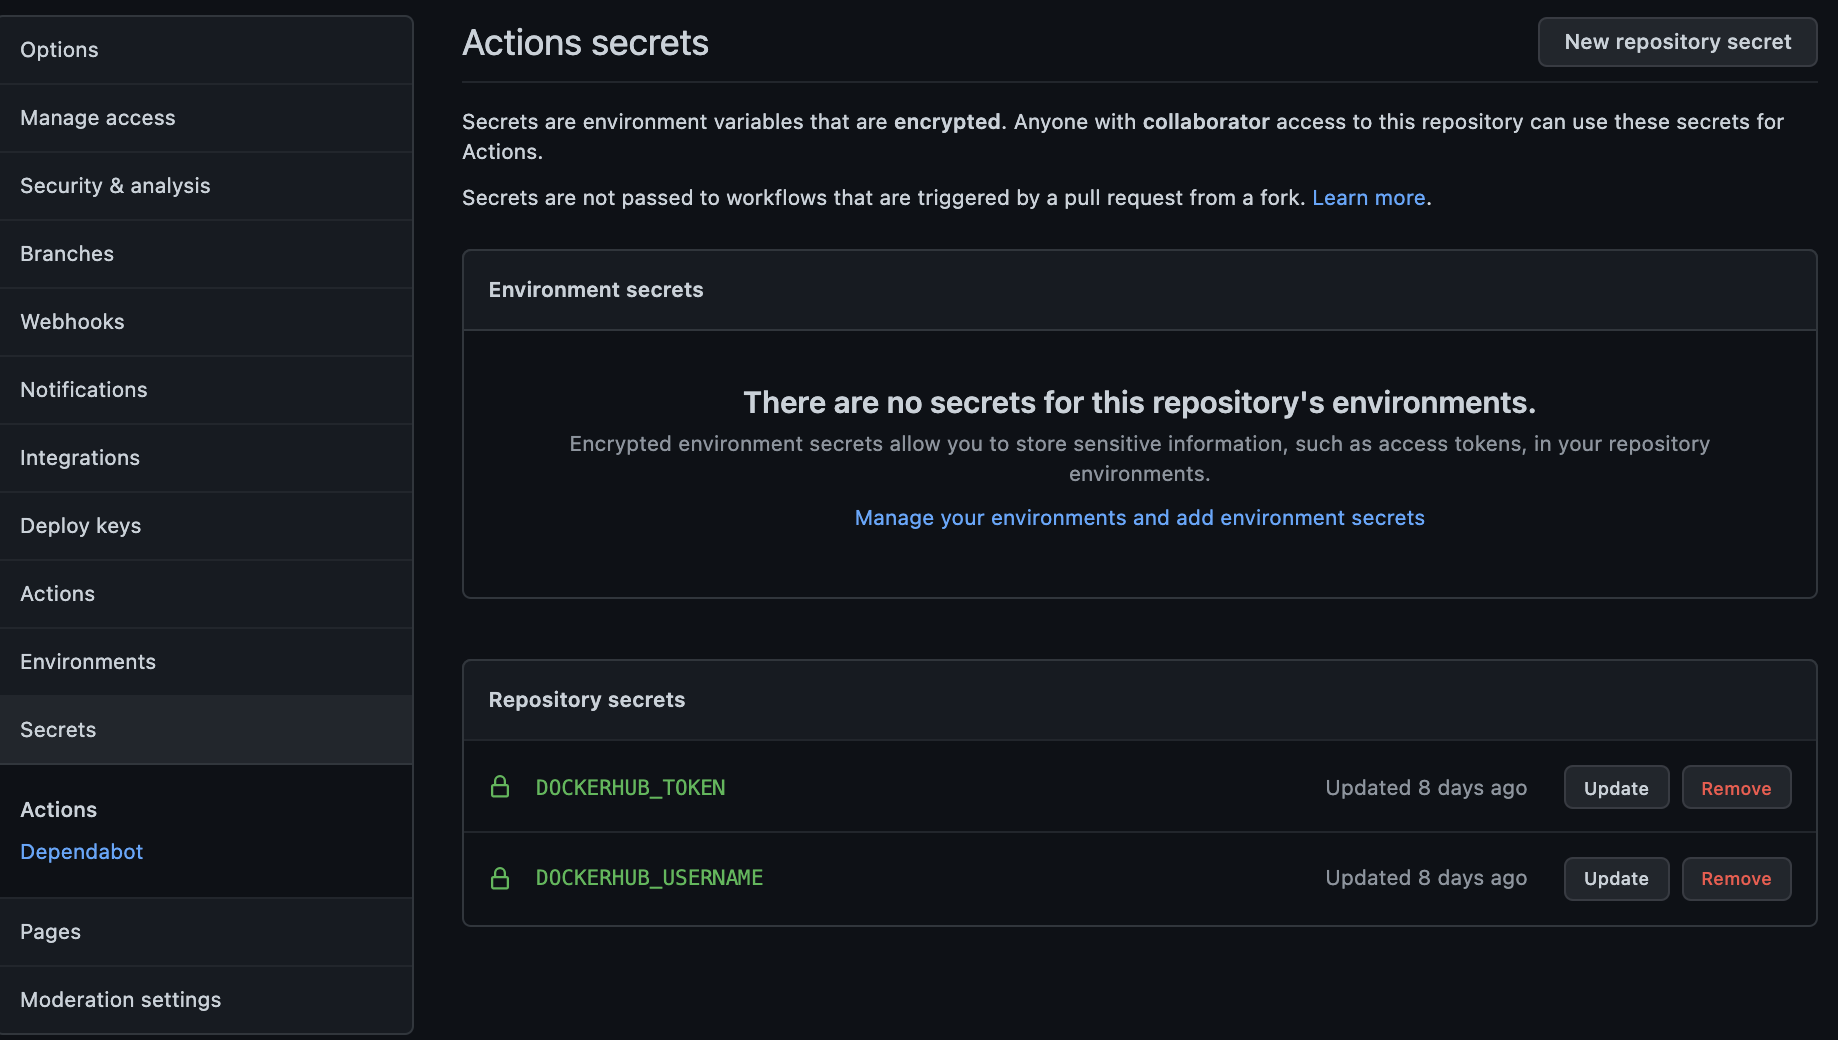 Options
Manage access
Security & analysis
Branches
Webhooks
Notifications
Integrations
Deploy keys
Actions
Environments
Secrets
Actions
Dependabot
Pages
Moderation settings
Actions secrets
New repository secret
Secrets are environment variables that are encrypted. Anyone with collaborator access to this repository can use these secrets for
Actions.
Secrets are not passed to workflows that are triggered by a pull request from a fork. Learn more.
Environment secrets
There are no secrets for this repository's environments.
Encrypted environment secrets allow you to store sensitive information, such as access tokens, in your repository
environments.
Manage your environments and add environment secrets
Repository secrets
DOCKERHUB_TOKEN Updated 8 days ago Update Remove
DOCKERHUB_USERNAME Updated 8 days ago Update Remove